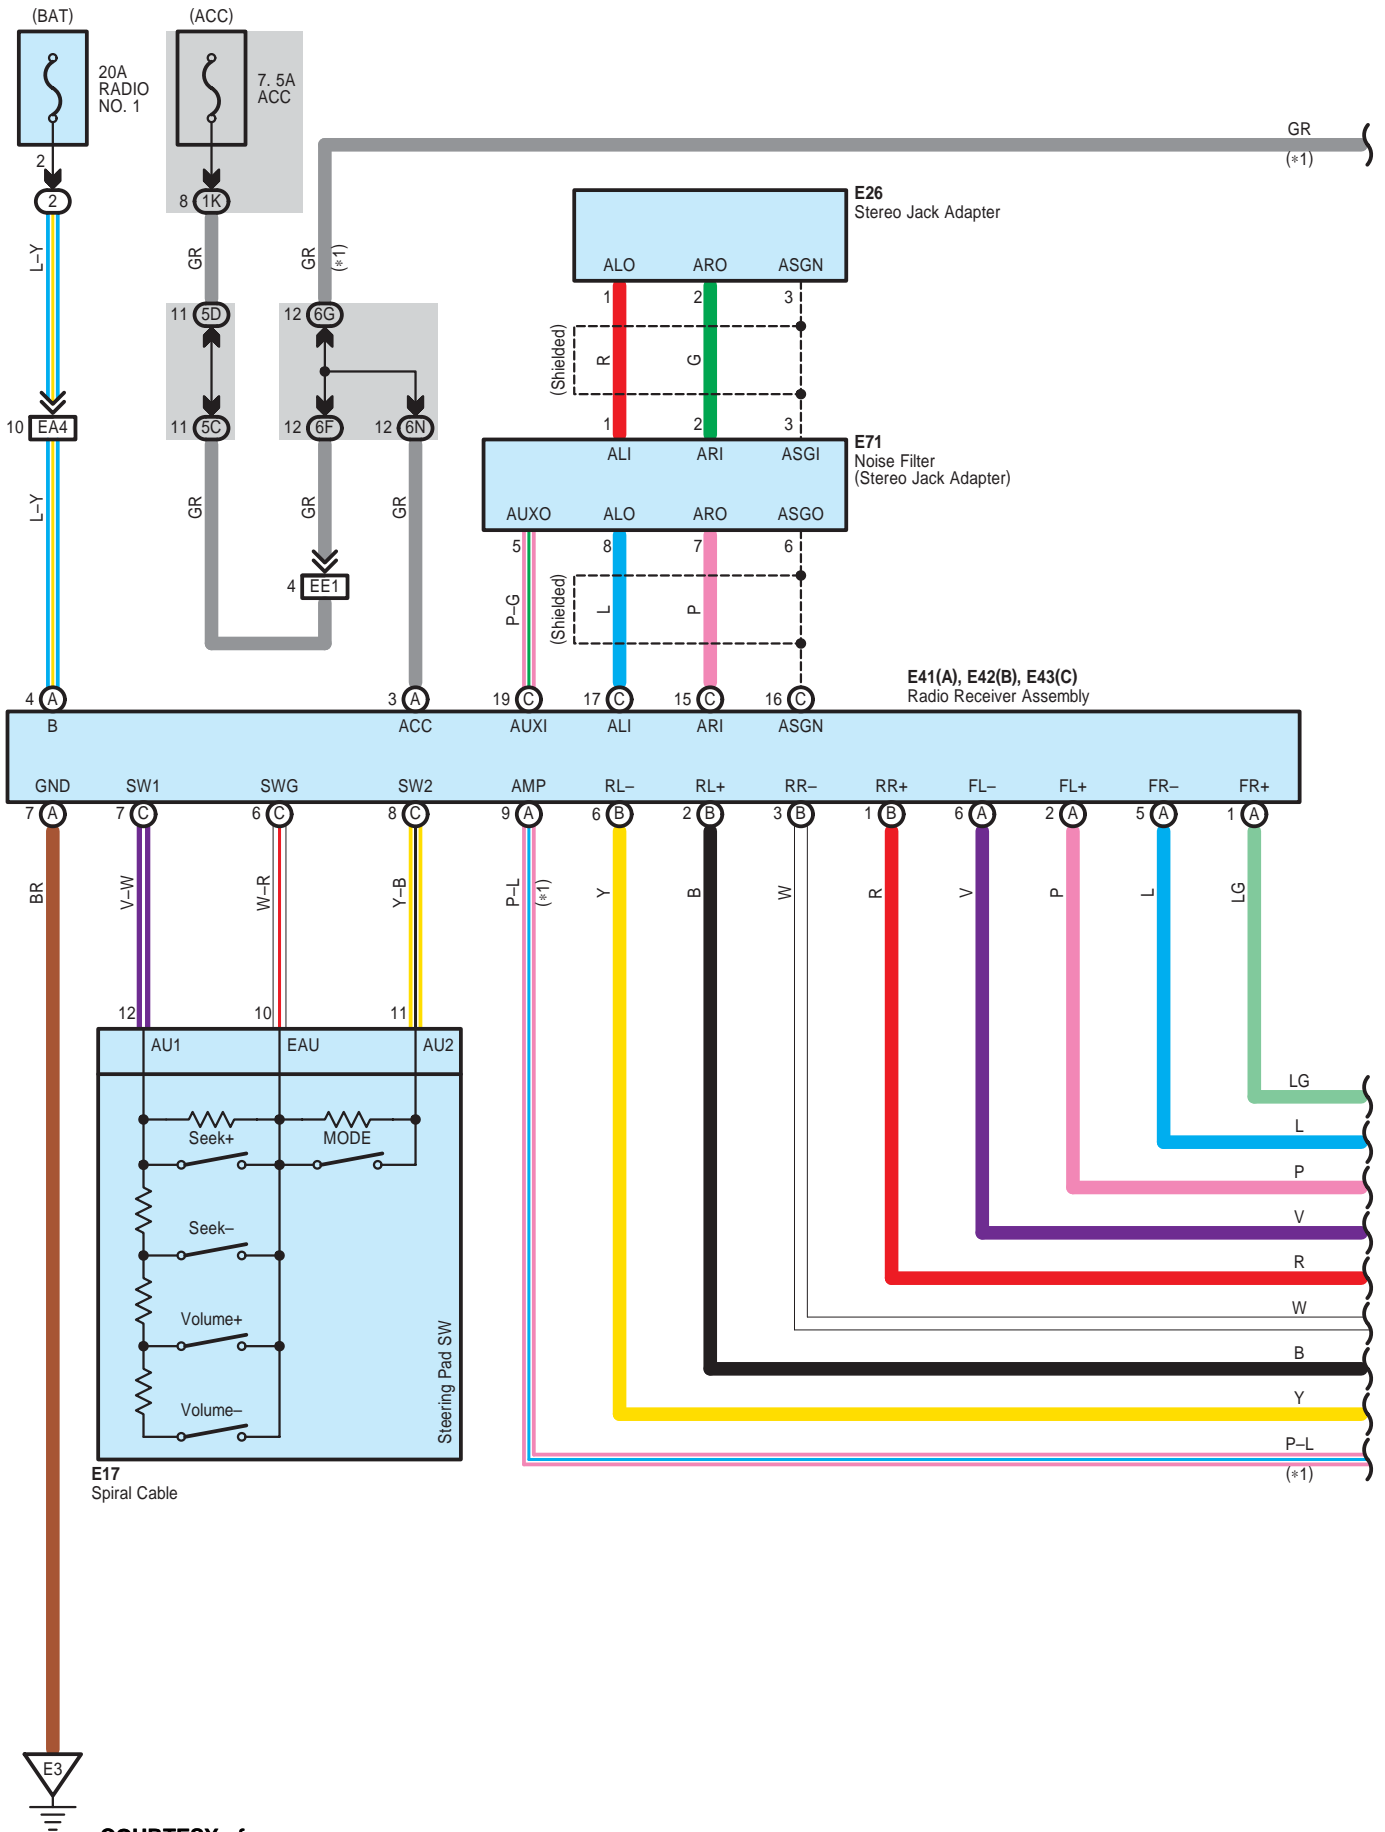 (BAT) (ACC)
20A
RADIO
NO. 1
7. 5A
ACC
2
2
8 1K
GR
(*1)
E26
Stereo Jack Adapter
ALO ARO ASGN
L–Y
GR
GR
(*1)
1 2 3
11 5D
12 6G
(Shielded)
R
G
10 EA4
11 5C
12 6F
12 6N
1 2 3
ALI ARI ASGI
E71
Noise Filter
(Stereo Jack Adapter)
L–Y
GR
GR
GR
AUXO ALO ARO ASGO
5 8 7 6
4 EE1
P–G
(Shielded)
L
P
E41(A), E42(B), E43(C)
Radio Receiver Assembly
4 A 3 A 19 C 17 C 15 C 16 C
B ACC AUXI ALI ARI ASGN
GND SW1 SWG SW2 AMP RL– RL+ RR– RR+ FL– FL+ FR– FR+
7 A 7 C 6 C 8 C 9 A 6 B 2 B 3 B 1 B 6 A 2 A 5 A 1 A
BR V–W W–R Y–B P–L (*1) Y B W R V P L LG
12 10 11
AU1 EAU AU2
LG
L
Seek+ MODE
P
V
Seek–
R
W
Volume+
B
Y
Volume–
Steering Pad SW
P–L
(*1)
E17
Spiral Cable
E3